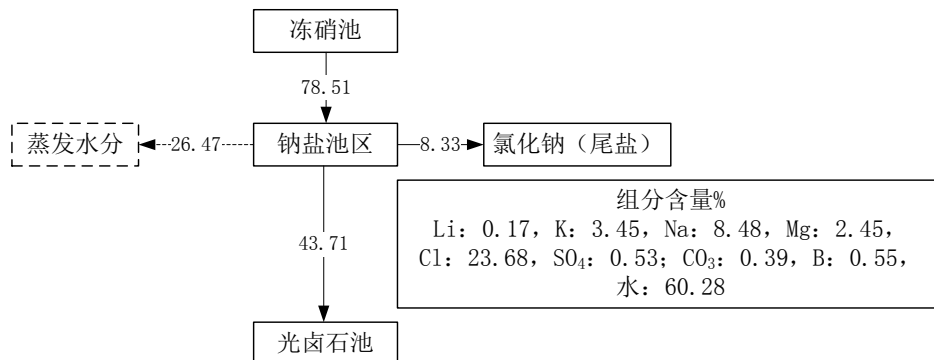 冻硝池
78.51
蒸发水分
26.47
钠盐池区
8.33
氯化钠（尾盐）
组分含量%
Li：0.17，K：3.45，Na：8.48，Mg：2.45，
Cl：23.68，SO₄：0.53；CO₃：0.39，B：0.55，
水：60.28
43.71
光卤石池